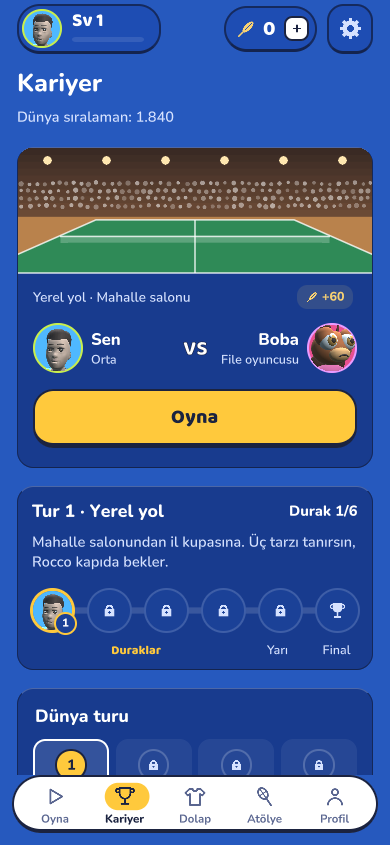 Sv 1
0
+
Kariyer
Dünya sıralaman: 1.840
Yerel yol · Mahalle salonu
+60
Sen
Orta
VS
Boba
File oyuncusu
Oyna
Tur 1 · Yerel yol
Durak 1/6
Mahalle salonundan il kupasına. Üç tarzı tanırsın,
Rocco kapıda bekler.
1
Duraklar
Yarı
Final
Dünya turu
1
Oyna
Kariyer
Dolap
Atölye
Profil